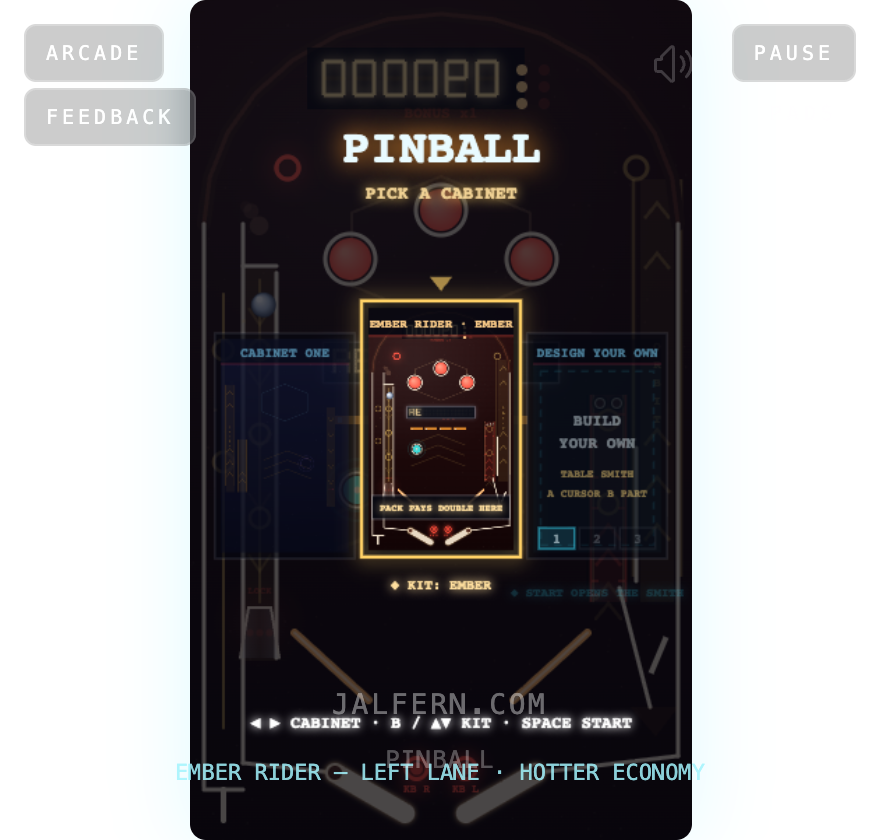 ARCADE
PAUSE
FEEDBACK
BONUS x1
PINBALL
PICK A CABINET
EMBER RIDER · EMBER
CABINET ONE
DESIGN YOUR OWN
BUILD
YOUR OWN
TABLE SMITH
A CURSOR B PART
PACK PAYS DOUBLE HERE
1 2 3
◆ KIT: EMBER
◆ START OPENS THE SMITH
JALFERN.COM
◀ ▶ CABINET · B / ▲▼ KIT · SPACE START
PINBALL
EMBER RIDER — LEFT LANE · HOTTER ECONOMY